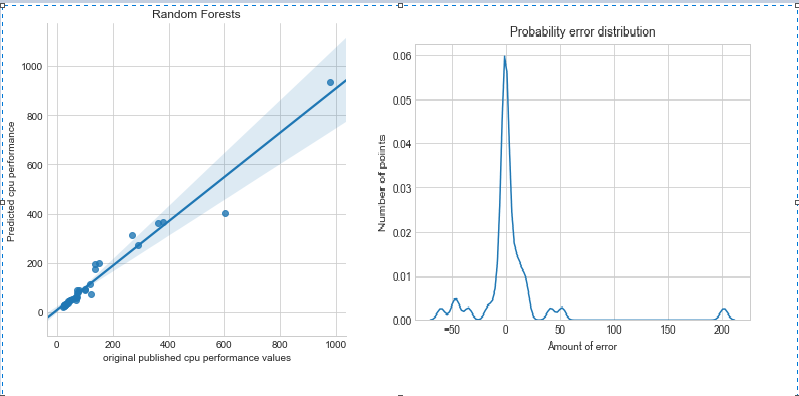 Random Forests
Predicted cpu performance
1000
800
600
400
200
0
0 200 400 600 800 1000
original published cpu performance values
Probability error distribution
Number of points
0.06
0.05
0.04
0.03
0.02
0.01
0.00
−50 0 50 100 150 200
Amount of error